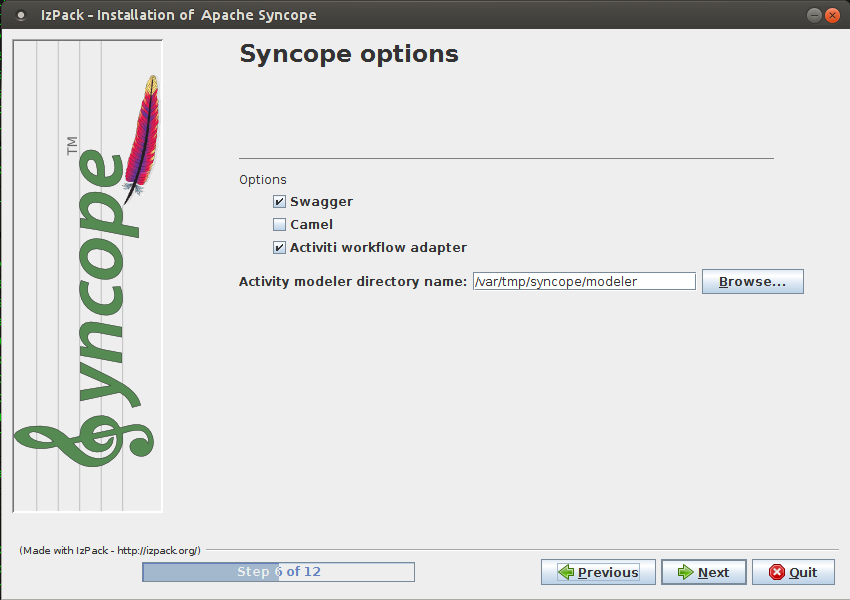 IzPack - Installation of  Apache Syncope
Syncope options
Syncope™
Options
Swagger
Camel
Activiti workflow adapter
Activity modeler directory name: /var/tmp/syncope/modeler Browse...
(Made with IzPack - http://izpack.org/)
Step 6 of 12 Previous Next Quit